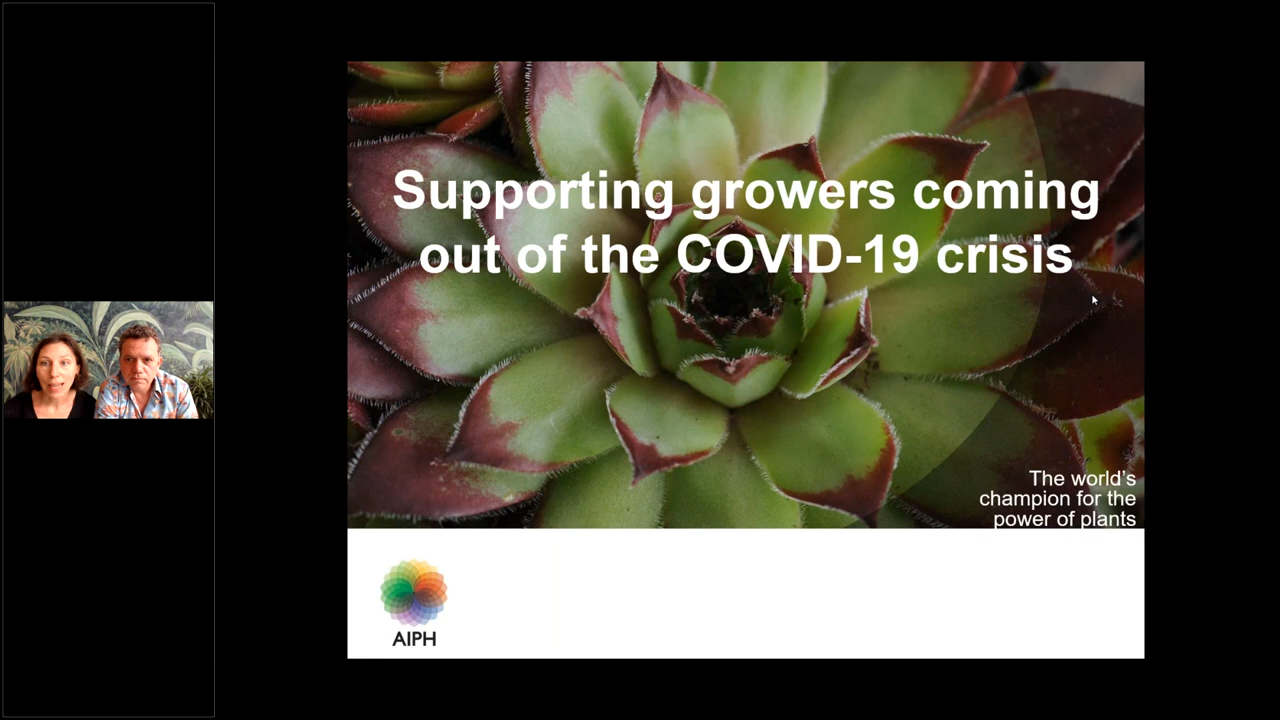 Supporting growers coming
out of the COVID-19 crisis
The world's
champion for the
power of plants
AIPH